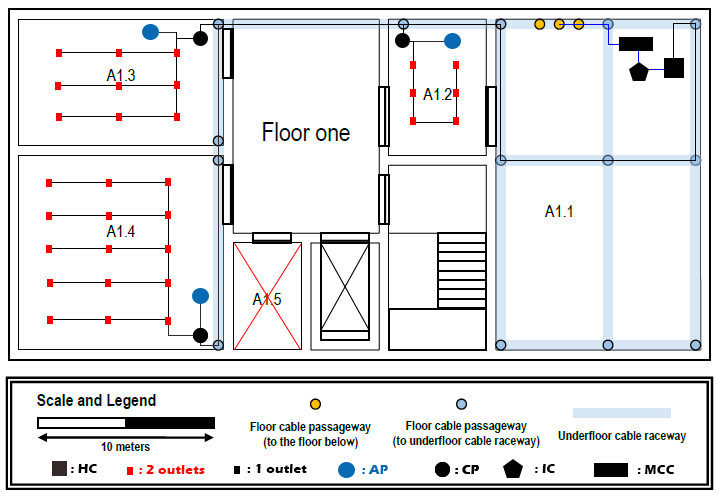 A1.3
A1.2
Floor one
A1.1
A1.4
A1.5
Scale and Legend
10 meters
Floor cable passageway
(to the floor below)
Floor cable passageway
(to underfloor cable raceway)
Underfloor cable raceway
: HC
: 2 outlets
: 1 outlet
: AP
: CP
: IC
: MCC